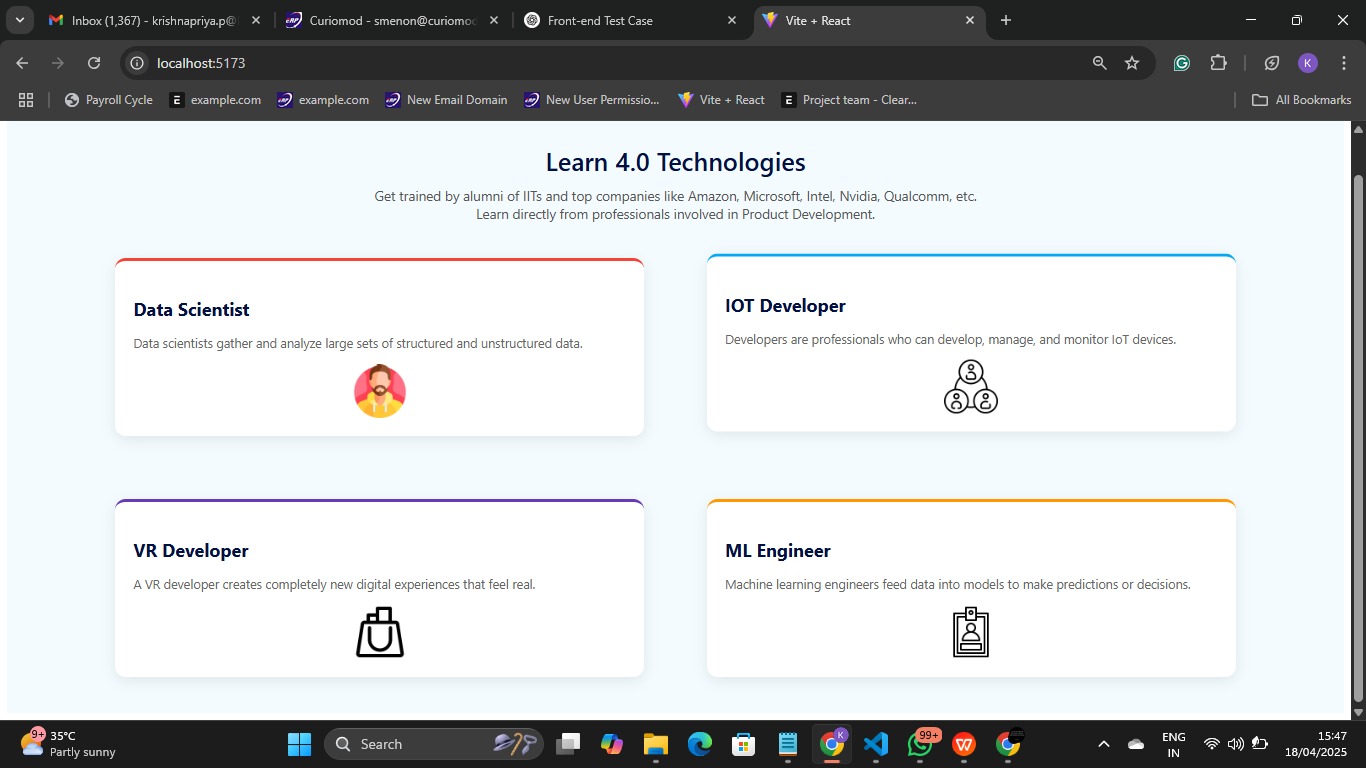 Inbox (1,367) - krishnapriya.p@
Curiomod - smenon@curiomod
Front-end Test Case
Vite + React
localhost:5173
K
Payroll Cycle
example.com
example.com
New Email Domain
New User Permissio...
Vite + React
Project team - Clear...
All Bookmarks
Learn 4.0 Technologies
Get trained by alumni of IITs and top companies like Amazon, Microsoft, Intel, Nvidia, Qualcomm, etc.
Learn directly from professionals involved in Product Development.
Data Scientist
Data scientists gather and analyze large sets of structured and unstructured data.
IOT Developer
Developers are professionals who can develop, manage, and monitor IoT devices.
VR Developer
A VR developer creates completely new digital experiences that feel real.
ML Engineer
Machine learning engineers feed data into models to make predictions or decisions.
9+
35°C
Partly sunny
Search
K
99+
ENG
IN
15:47
18/04/2025